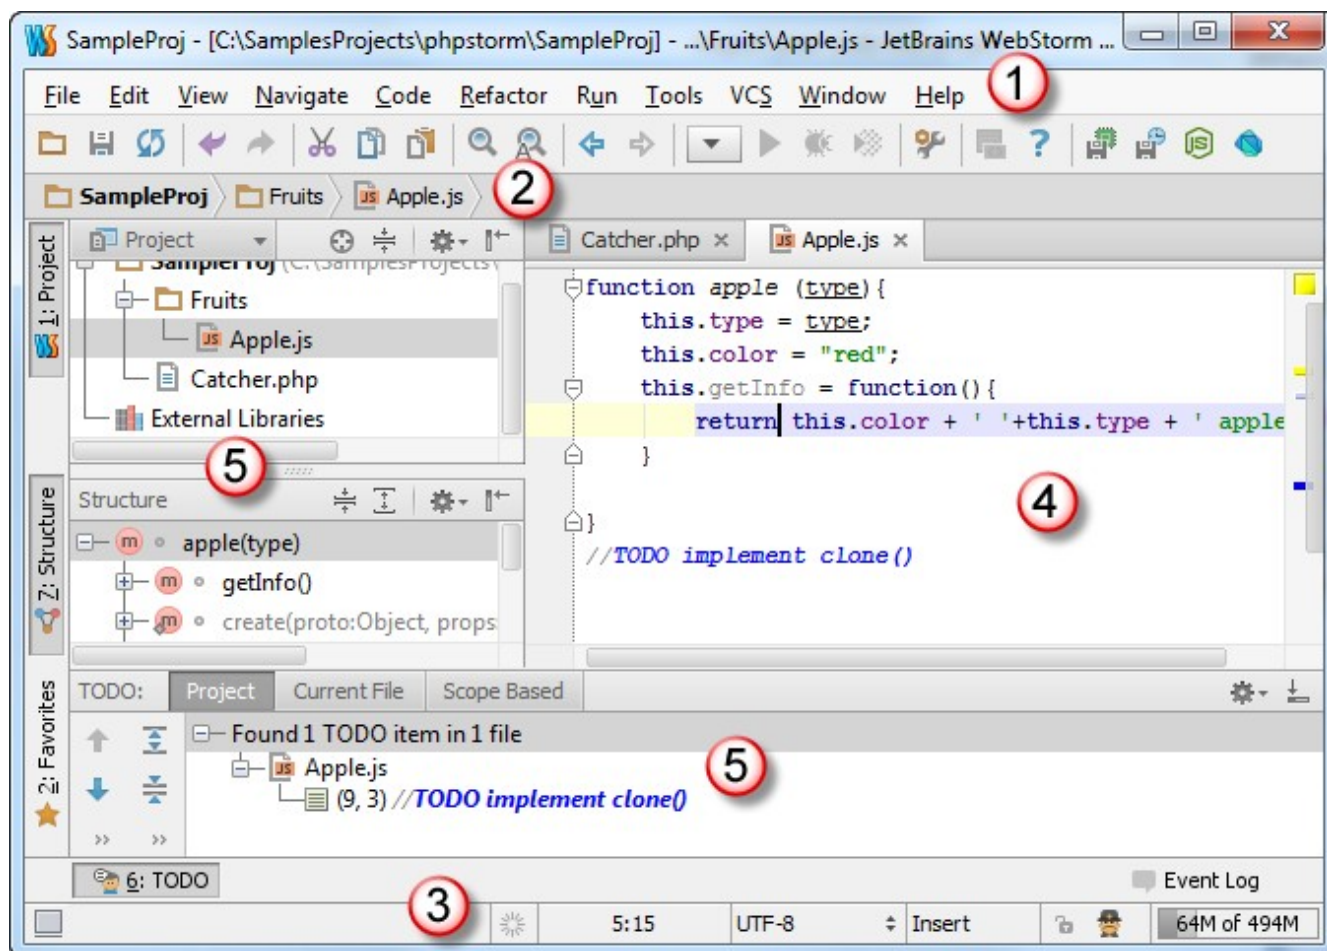 SampleProj - [C:\SamplesProjects\phpstorm\SampleProj] - ...\Fruits\Apple.js - JetBrains WebStorm ...
File Edit View Navigate Code Refactor Run Tools VCS Window Help
1
SampleProj Fruits Apple.js
2
1: Project
Project
SampleProj (C:\SamplesProjects\
Fruits
Apple.js
Catcher.php
External Libraries
5
Catcher.php Apple.js
function apple (type){
this.type = type;
this.color = "red";
this.getInfo = function(){
return this.color + ' '+this.type + ' apple
}
}
//TODO implement clone()
4
7: Structure
Structure
apple(type)
getInfo()
create(proto:Object, props:
2: Favorites
TODO: Project Current File Scope Based
Found 1 TODO item in 1 file
Apple.js
(9, 3) //TODO implement clone()
5
6: TODO
Event Log
3
5:15 UTF-8 Insert 64M of 494M